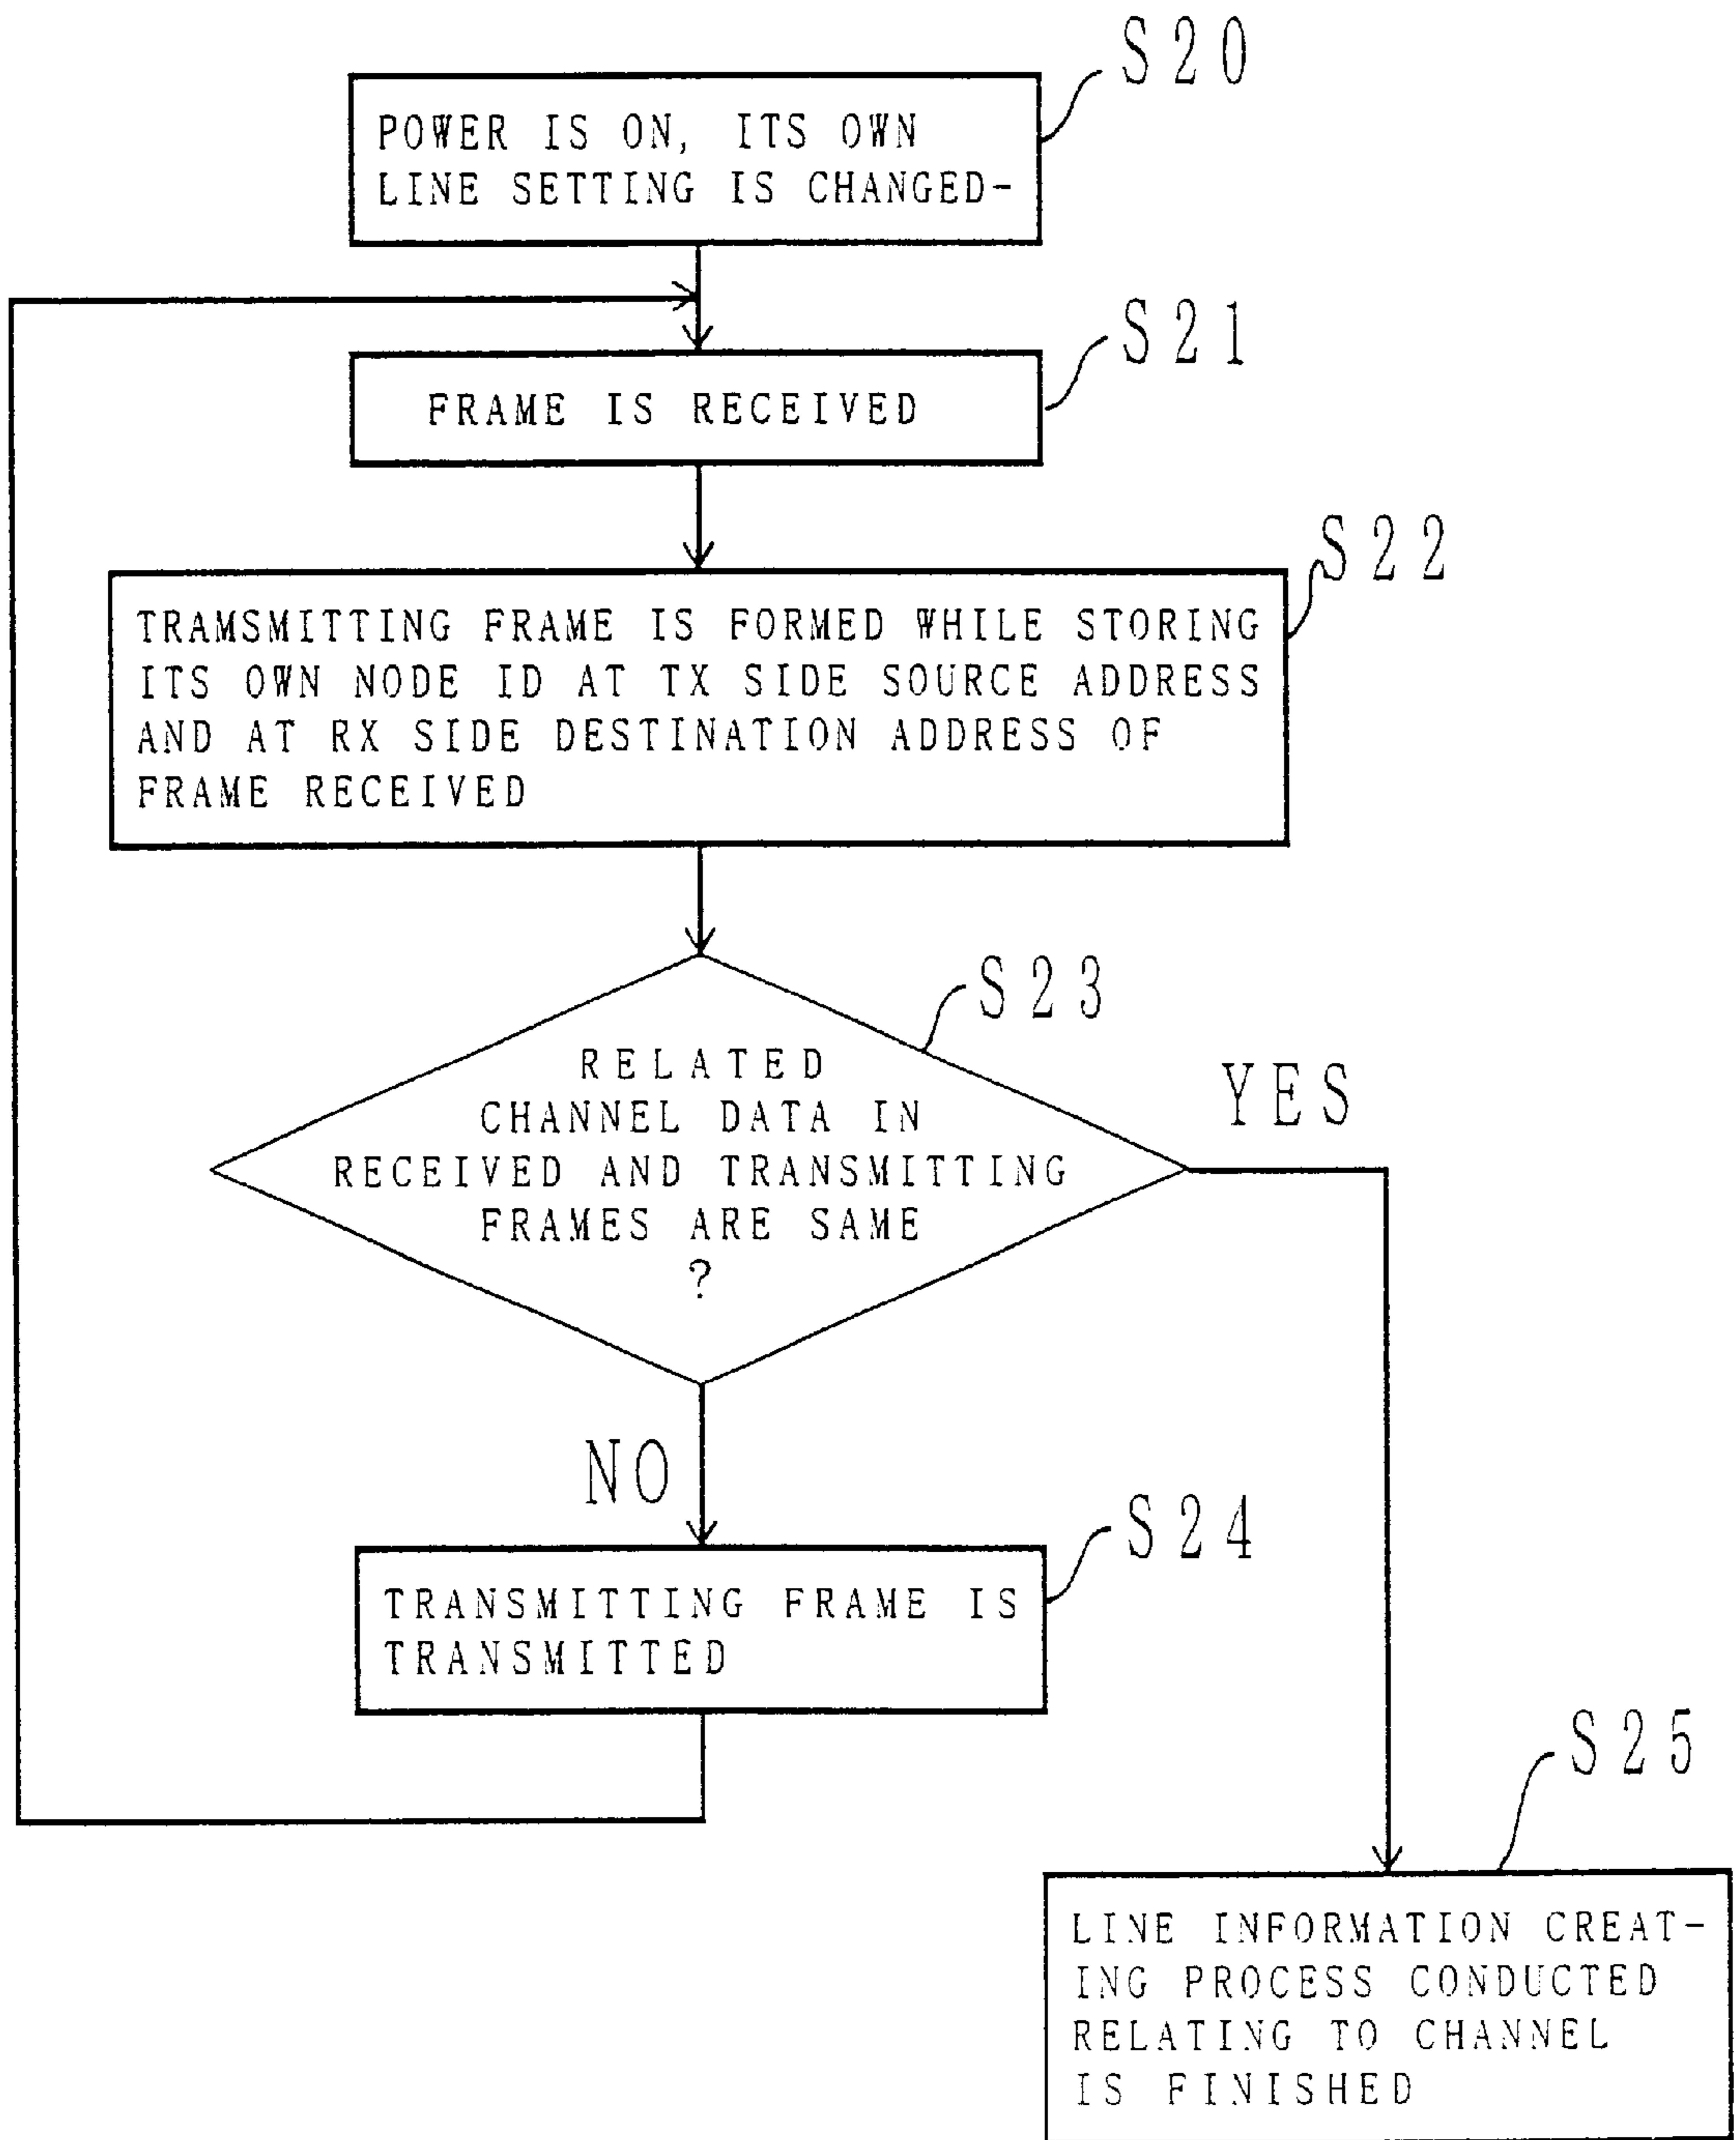 S20
POWER IS ON, ITS OWN
LINE SETTING IS CHANGED-
S21
FRAME IS RECEIVED
S22
TRAMSMITTING FRAME IS FORMED WHILE STORING
ITS OWN NODE ID AT TX SIDE SOURCE ADDRESS
AND AT RX SIDE DESTINATION ADDRESS OF
FRAME RECEIVED
S23
RELATED
CHANNEL DATA IN
RECEIVED AND TRANSMITTING
FRAMES ARE SAME
?
YES
NO
S24
TRANSMITTING FRAME IS
TRANSMITTED
S25
LINE INFORMATION CREAT-
ING PROCESS CONDUCTED
RELATING TO CHANNEL
IS FINISHED